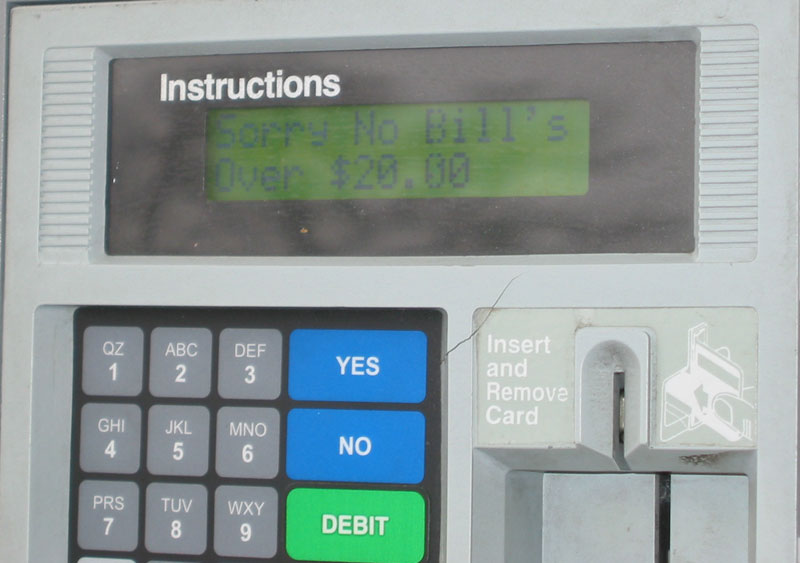 Instructions
Sorry No Bill's
Over $20.00
QZ
1
ABC
2
DEF
3
YES
GHI
4
JKL
5
MNO
6
NO
PRS
7
TUV
8
WXY
9
DEBIT
Insert
and
Remove
Card